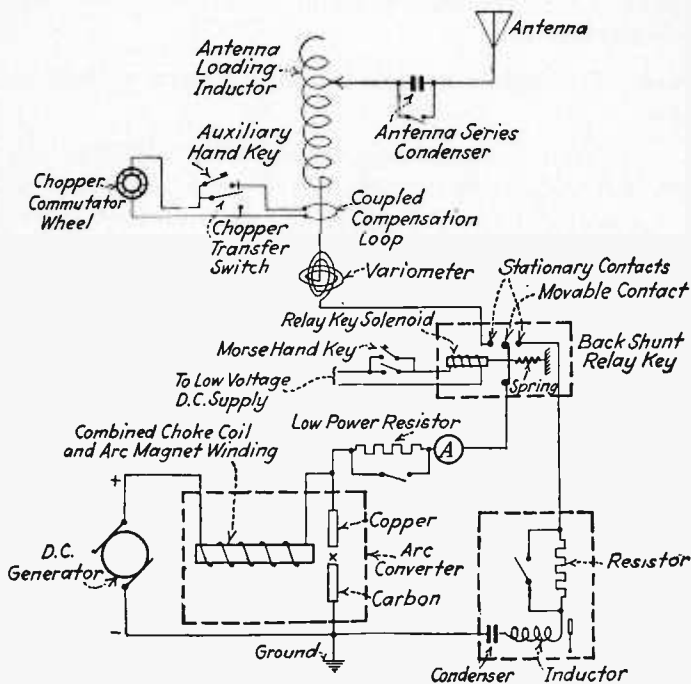 Antenna
Antenna
Loading
Inductor
Antenna Series
Condenser
Auxiliary
Hand Key
Chopper
Commutator
Wheel
Chopper
Transfer
Switch
Coupled
Compensation
Loop
Variometer
Stationary Contacts
Movable Contact
Relay Key Solenoid
Back Shunt
Relay Key
Morse Hand Key
Spring
To Low Voltage
D.C. Supply
Low Power Resistor
A
Combined Choke Coil
and Arc Magnet Winding
+
Copper
D.C.
Generator
Arc
Converter
Carbon
Resistor
-
Ground
Condenser
Inductor